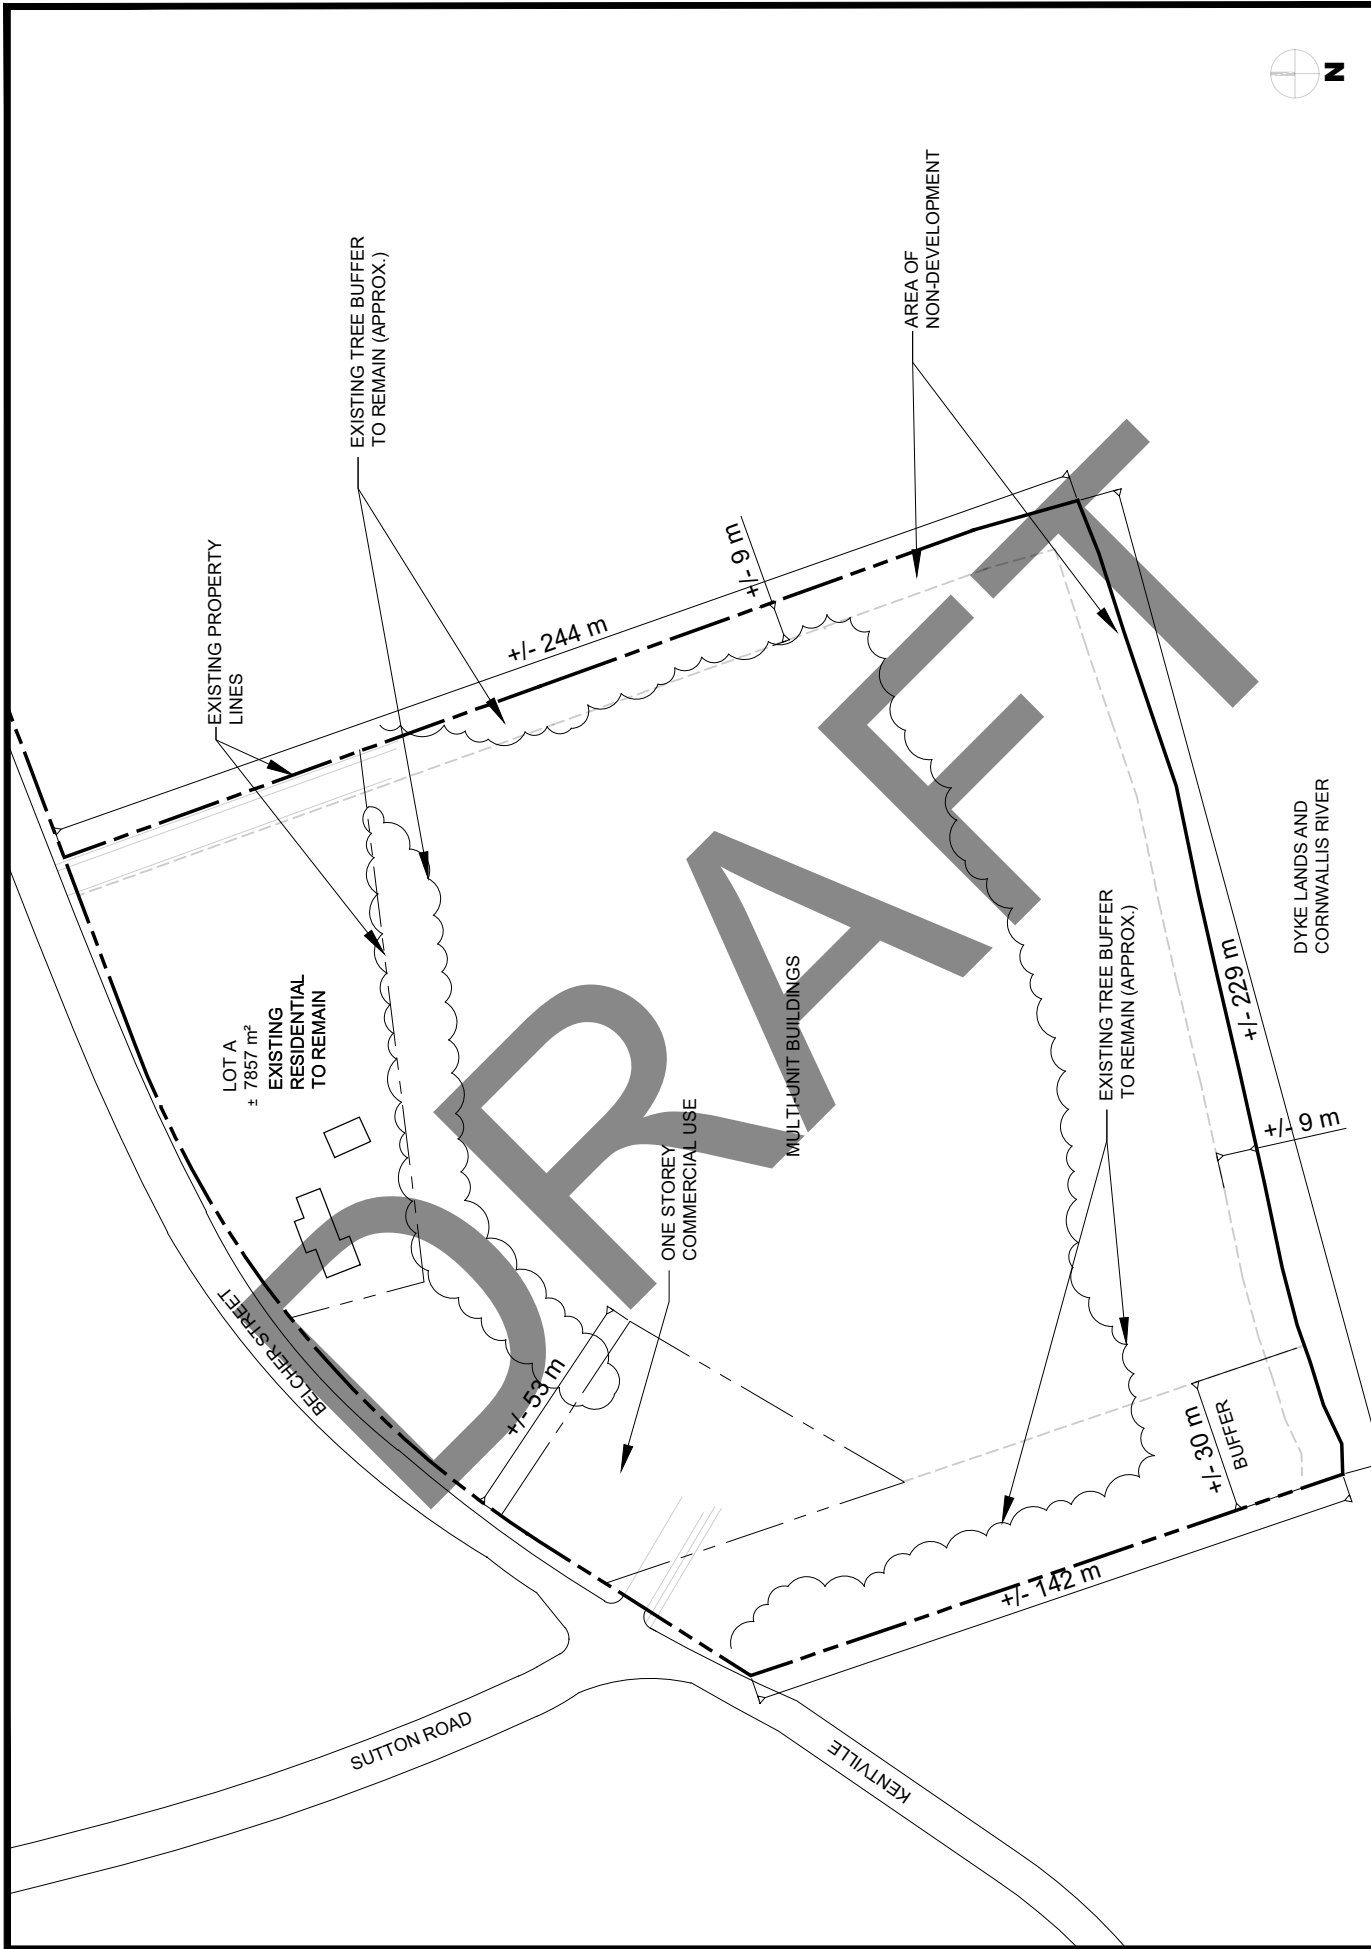 N
EXISTING TREE BUFFER
TO REMAIN (APPROX.)
AREA OF
NON-DEVELOPMENT
EXISTING PROPERTY
LINES
+/- 244 m
+/- 9 m
LOT A
± 7857 m²
EXISTING
RESIDENTIAL
TO REMAIN
DRAFT
MULTI-UNIT BUILDINGS
ONE STOREY
COMMERCIAL USE
EXISTING TREE BUFFER
TO REMAIN (APPROX.)
DYKE LANDS AND
CORNWALLIS RIVER
+/- 229 m
+/- 9 m
BELCHER STREET
+/- 53 m
+/- 30 m
BUFFER
+/- 142 m
SUTTON ROAD
KENTVILLE